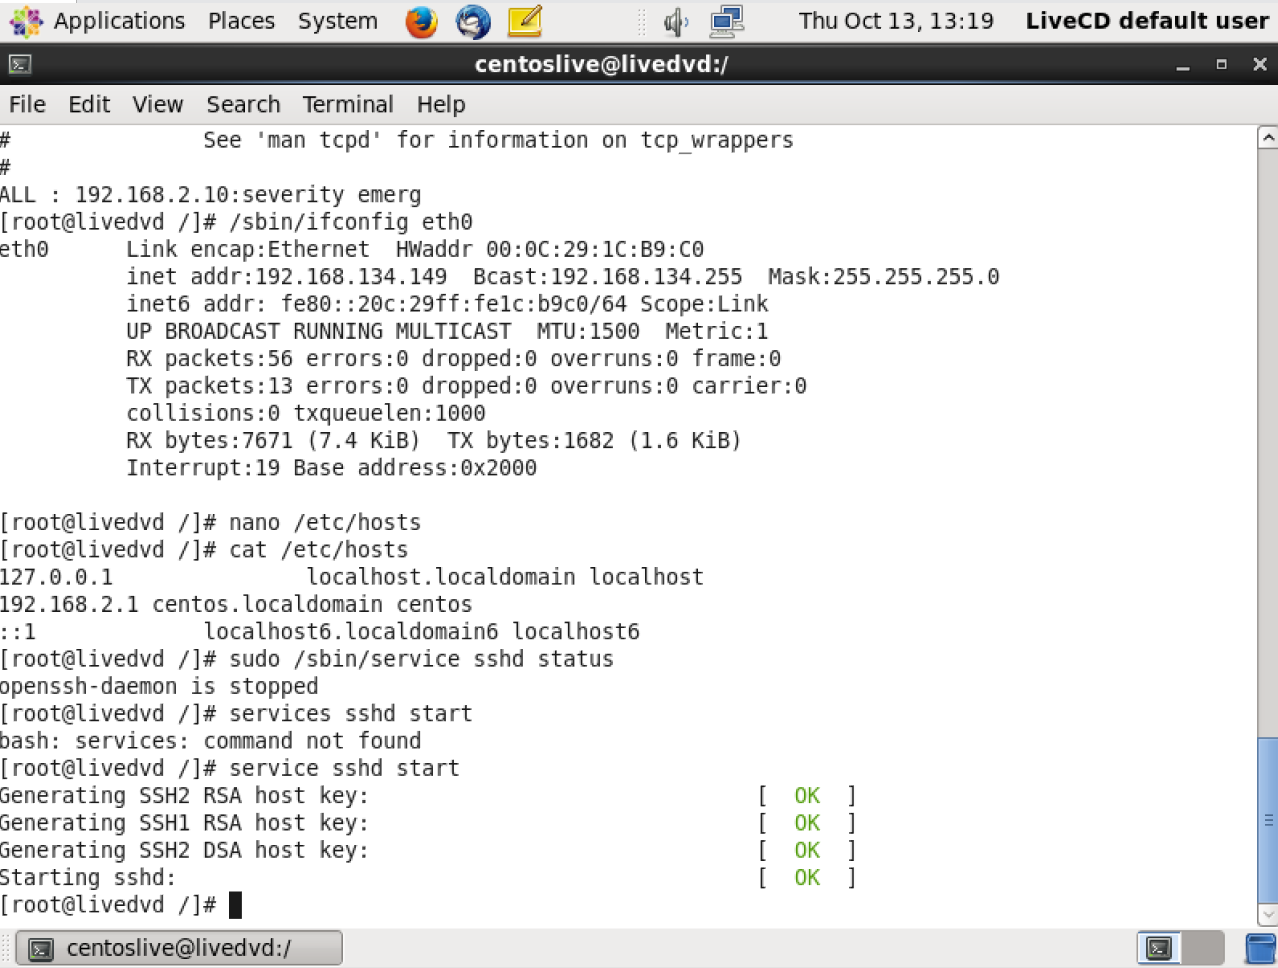 Applications Places System Thu Oct 13, 13:19 LiveCD default user
centoslive@livedvd:/
File Edit View Search Terminal Help
#               See 'man tcpd' for information on tcp_wrappers
#
ALL : 192.168.2.10:severity emerg
[root@livedvd /]# /sbin/ifconfig eth0
eth0      Link encap:Ethernet  HWaddr 00:0C:29:1C:B9:C0
          inet addr:192.168.134.149  Bcast:192.168.134.255  Mask:255.255.255.0
          inet6 addr: fe80::20c:29ff:fe1c:b9c0/64 Scope:Link
          UP BROADCAST RUNNING MULTICAST  MTU:1500  Metric:1
          RX packets:56 errors:0 dropped:0 overruns:0 frame:0
          TX packets:13 errors:0 dropped:0 overruns:0 carrier:0
          collisions:0 txqueuelen:1000
          RX bytes:7671 (7.4 KiB)  TX bytes:1682 (1.6 KiB)
          Interrupt:19 Base address:0x2000
[root@livedvd /]# nano /etc/hosts
[root@livedvd /]# cat /etc/hosts
127.0.0.1               localhost.localdomain localhost
192.168.2.1 centos.localdomain centos
::1             localhost6.localdomain6 localhost6
[root@livedvd /]# sudo /sbin/service sshd status
openssh-daemon is stopped
[root@livedvd /]# services sshd start
bash: services: command not found
[root@livedvd /]# service sshd start
Generating SSH2 RSA host key:                              [  OK  ]
Generating SSH1 RSA host key:                              [  OK  ]
Generating SSH2 DSA host key:                              [  OK  ]
Starting sshd:                                             [  OK  ]
[root@livedvd /]#
centoslive@livedvd:/